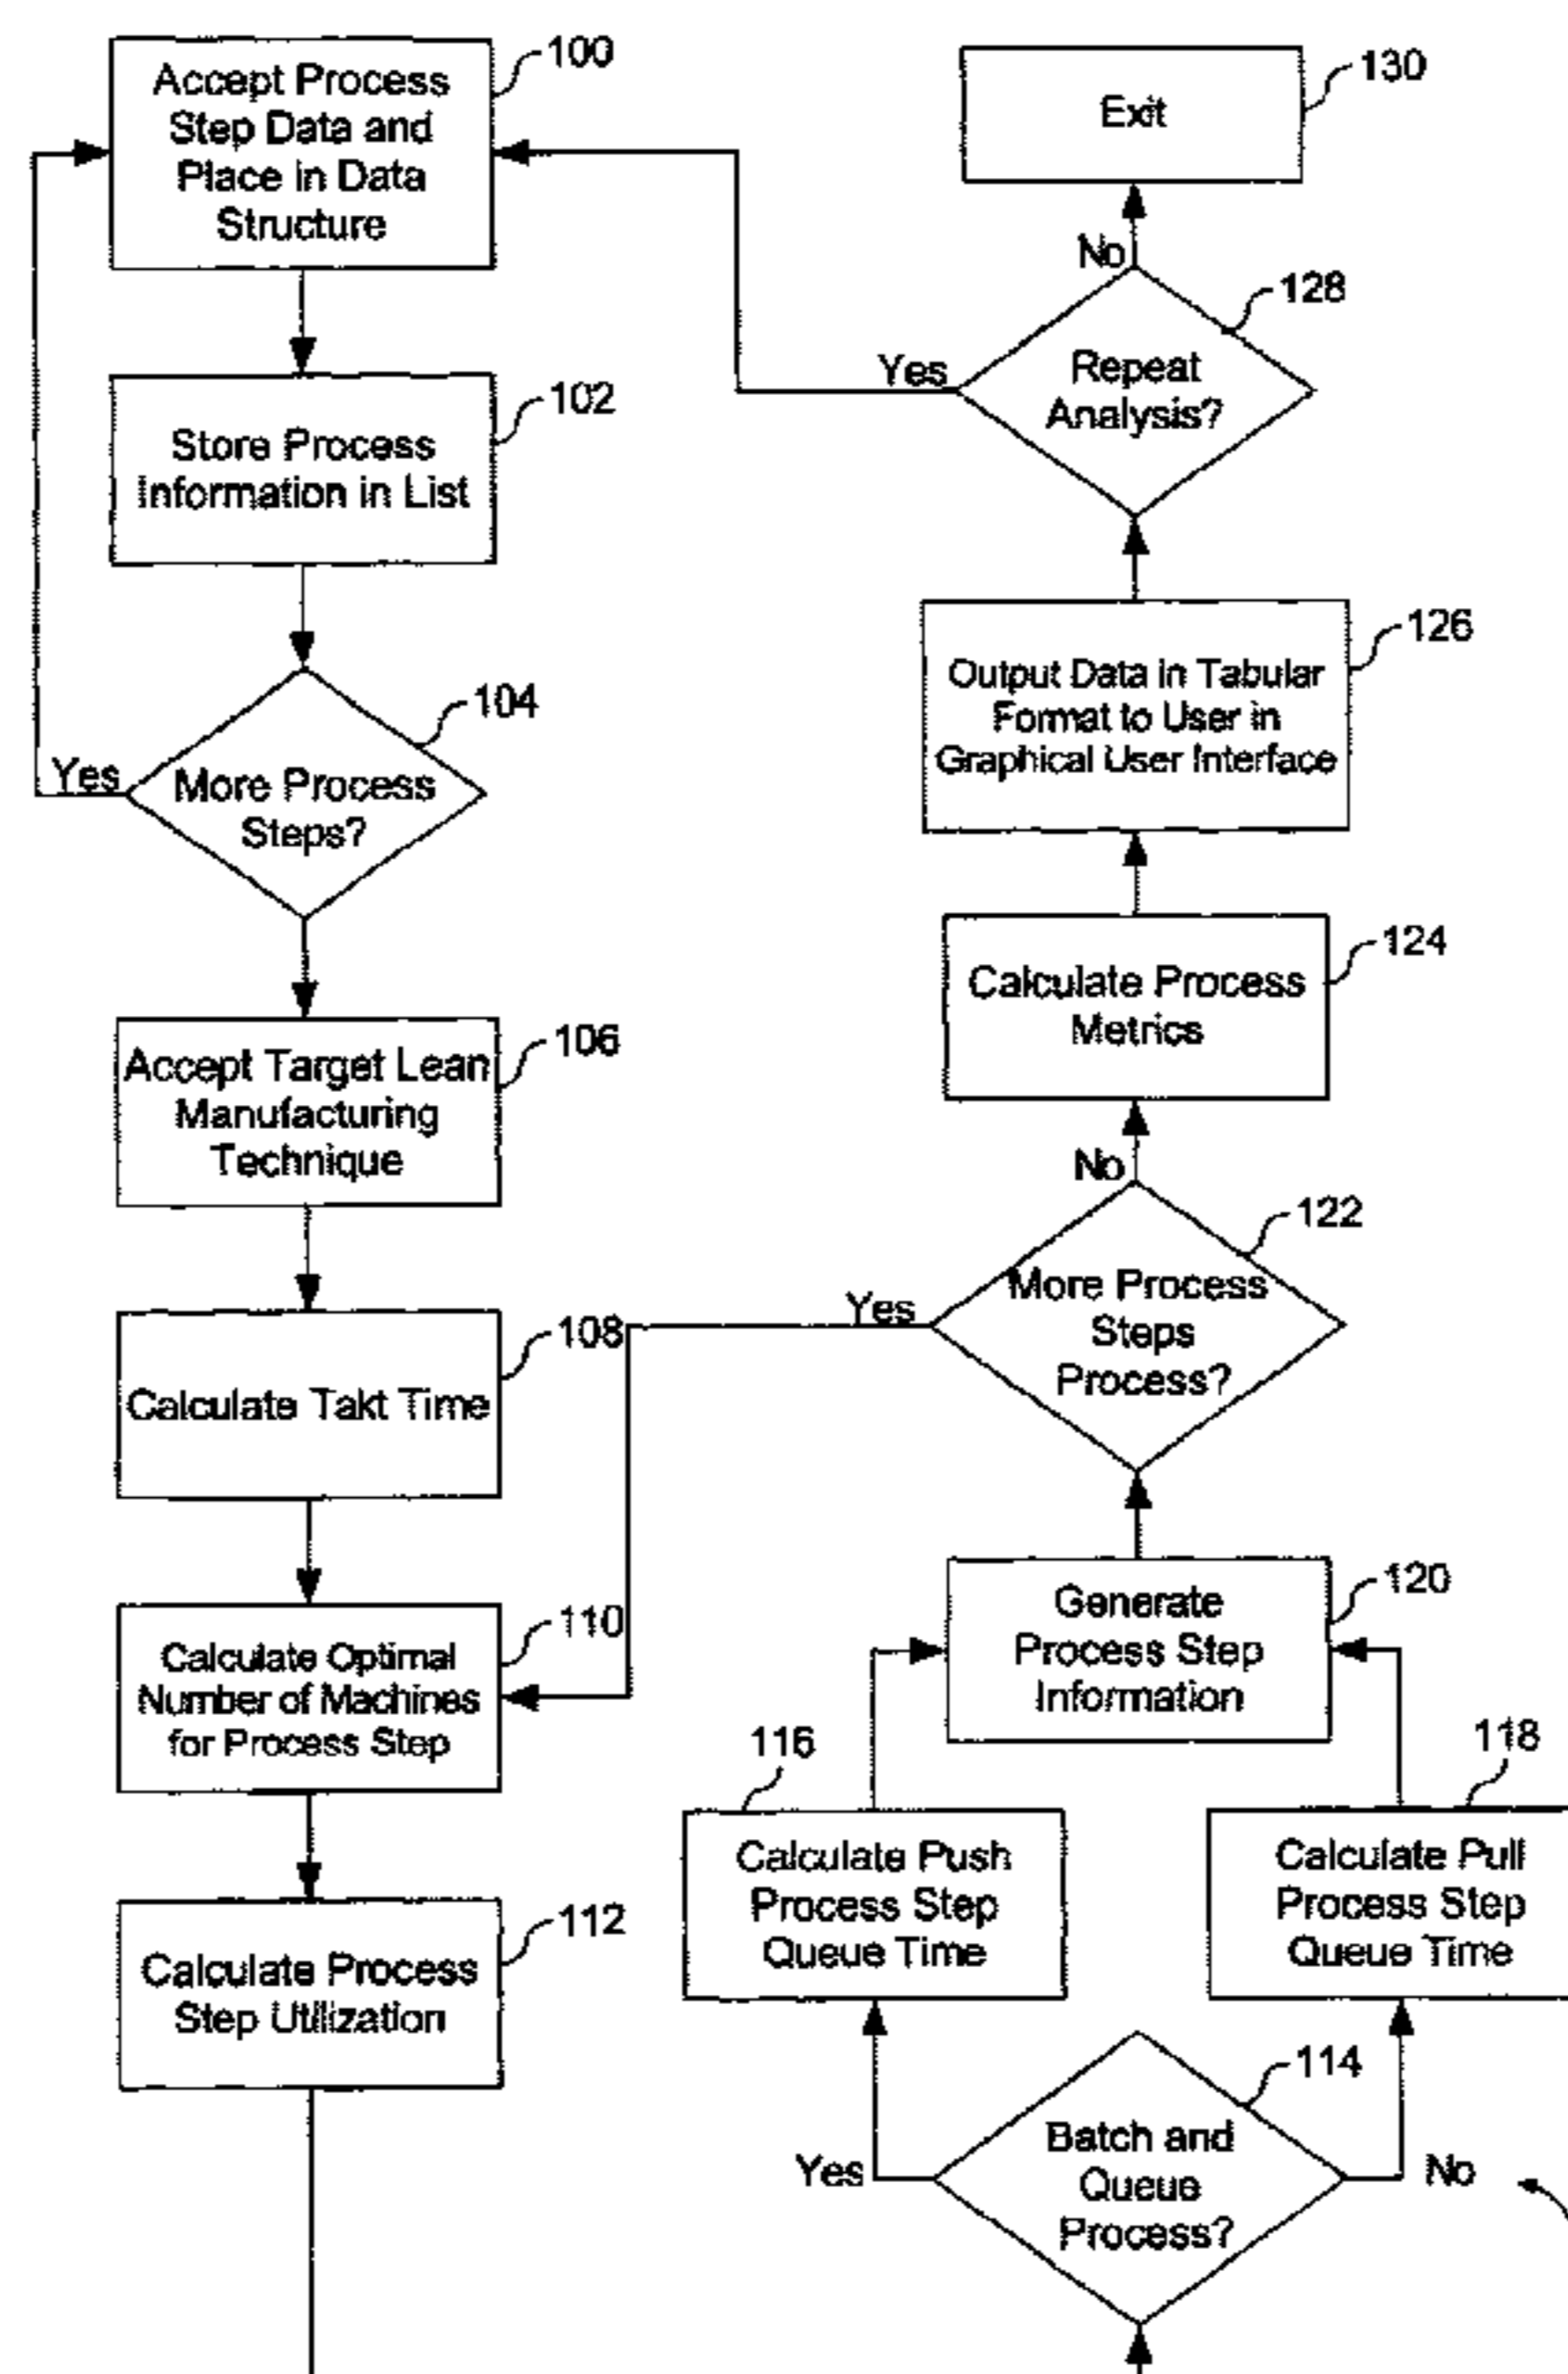 100
Accept Process
Step Data and
Place in Data
Structure
102
Store Process
Information in List
104
Yes
More Process
Steps?
106
Accept Target Lean
Manufacturing
Technique
108
Calculate Takt Time
110
Calculate Optimal
Number of Machines
for Process Step
112
Calculate Process
Step Utilization
130
Exit
No
128
Yes
Repeat
Analysis?
126
Output Data in Tabular
Format to User in
Graphical User Interface
124
Calculate Process
Metrics
No
122
Yes
More Process
Steps
Process?
120
Generate
Process Step
Information
116
Calculate Push
Process Step
Queue Time
118
Calculate Pull
Process Step
Queue Time
114
Yes
Batch and
Queue
Process?
No